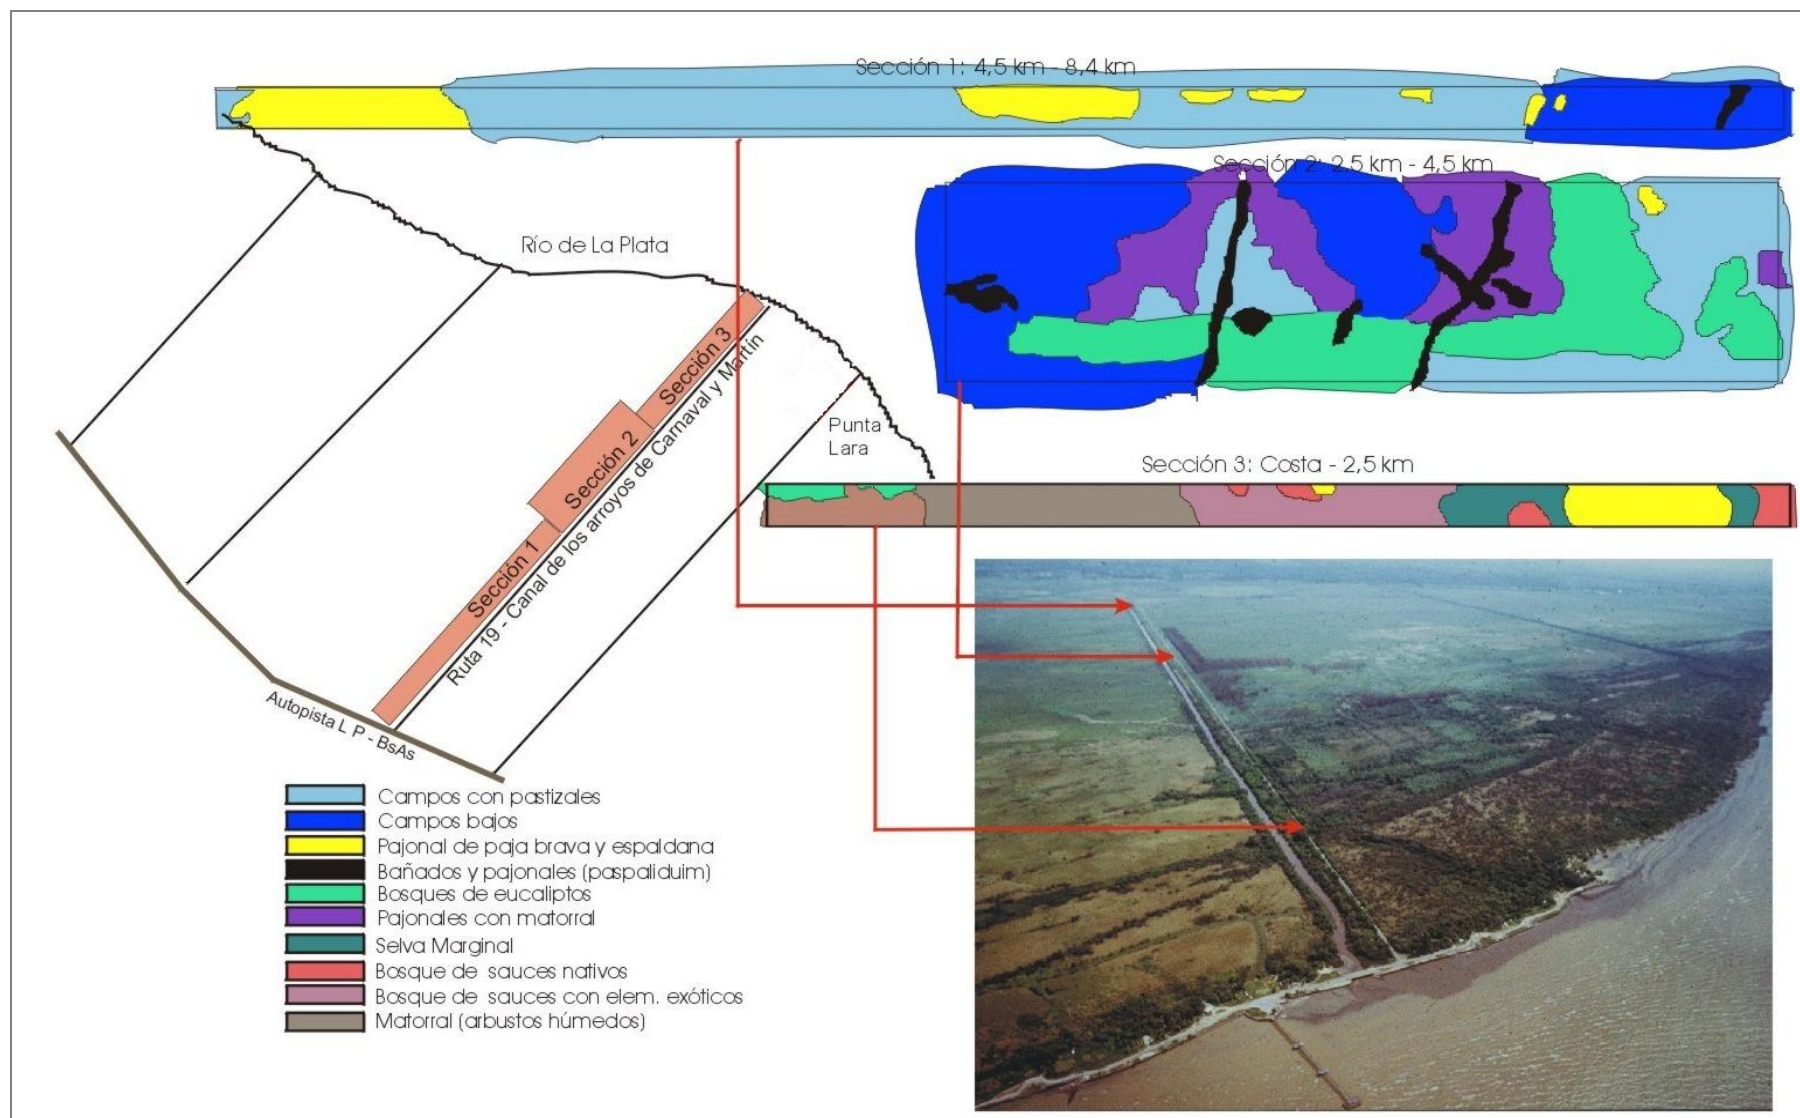 Sección 1: 4,5 km - 8,4 km
Sección 2: 2,5 km - 4,5 km
Río de La Plata
Sección 3
Sección 2
Sección 1
Ruta 19 - Canal de los arroyos de Carnaval y Martín
Punta
Lara
Sección 3: Costa - 2,5 km
Autopista L P - BsAs
Campos con pastizales
Campos bajos
Pajonal de paja brava y espaldana
Bañados y pajonales (paspaliduim)
Bosques de eucaliptos
Pajonales con matorral
Selva Marginal
Bosque de sauces nativos
Bosque de sauces con elem. exóticos
Matorral (arbustos húmedos)